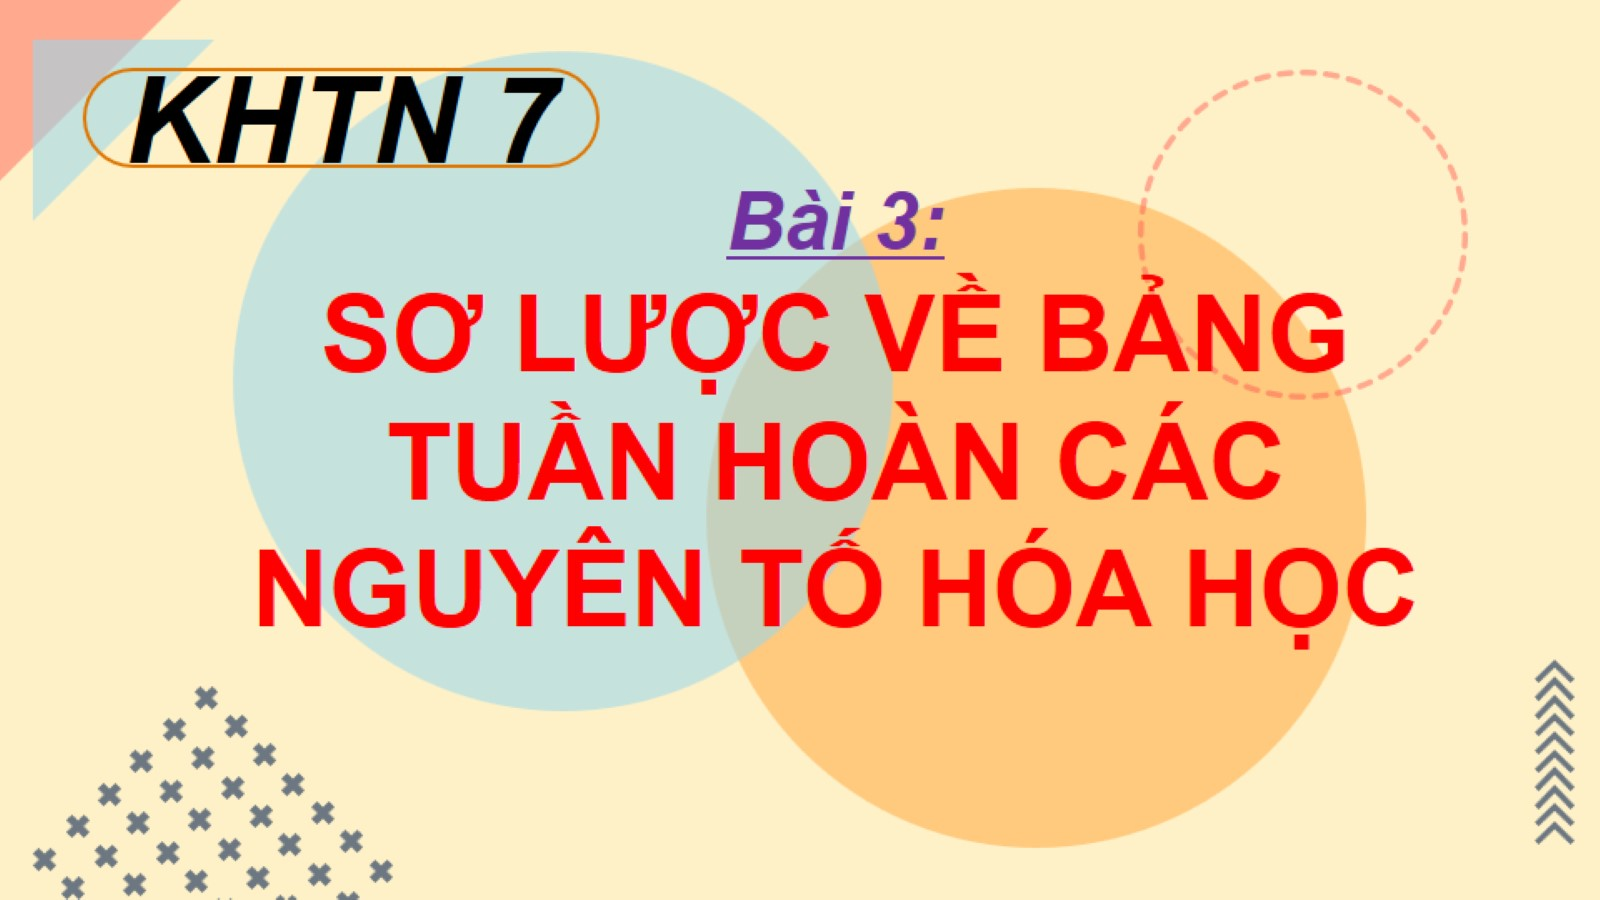 KHTN 7
Bài 3:
SƠ LƯỢC VỀ BẢNG
TUẦN HOÀN CÁC
NGUYÊN TỐ HÓA HỌC